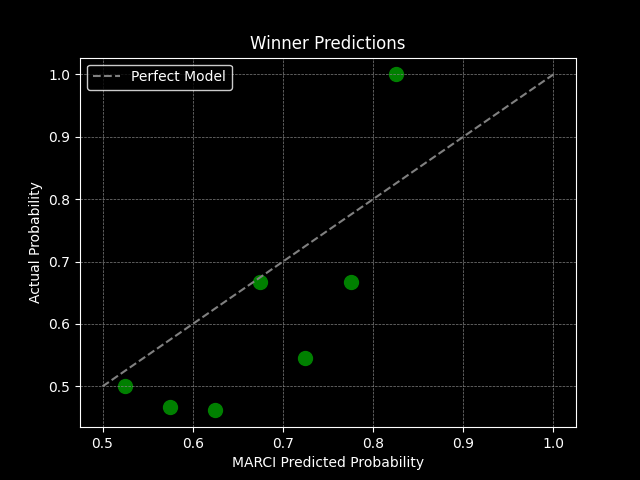 Winner Predictions
Perfect Model
1.0
0.9
0.8
0.7
0.6
0.5
Actual Probability
0.5 0.6 0.7 0.8 0.9 1.0
MARCI Predicted Probability